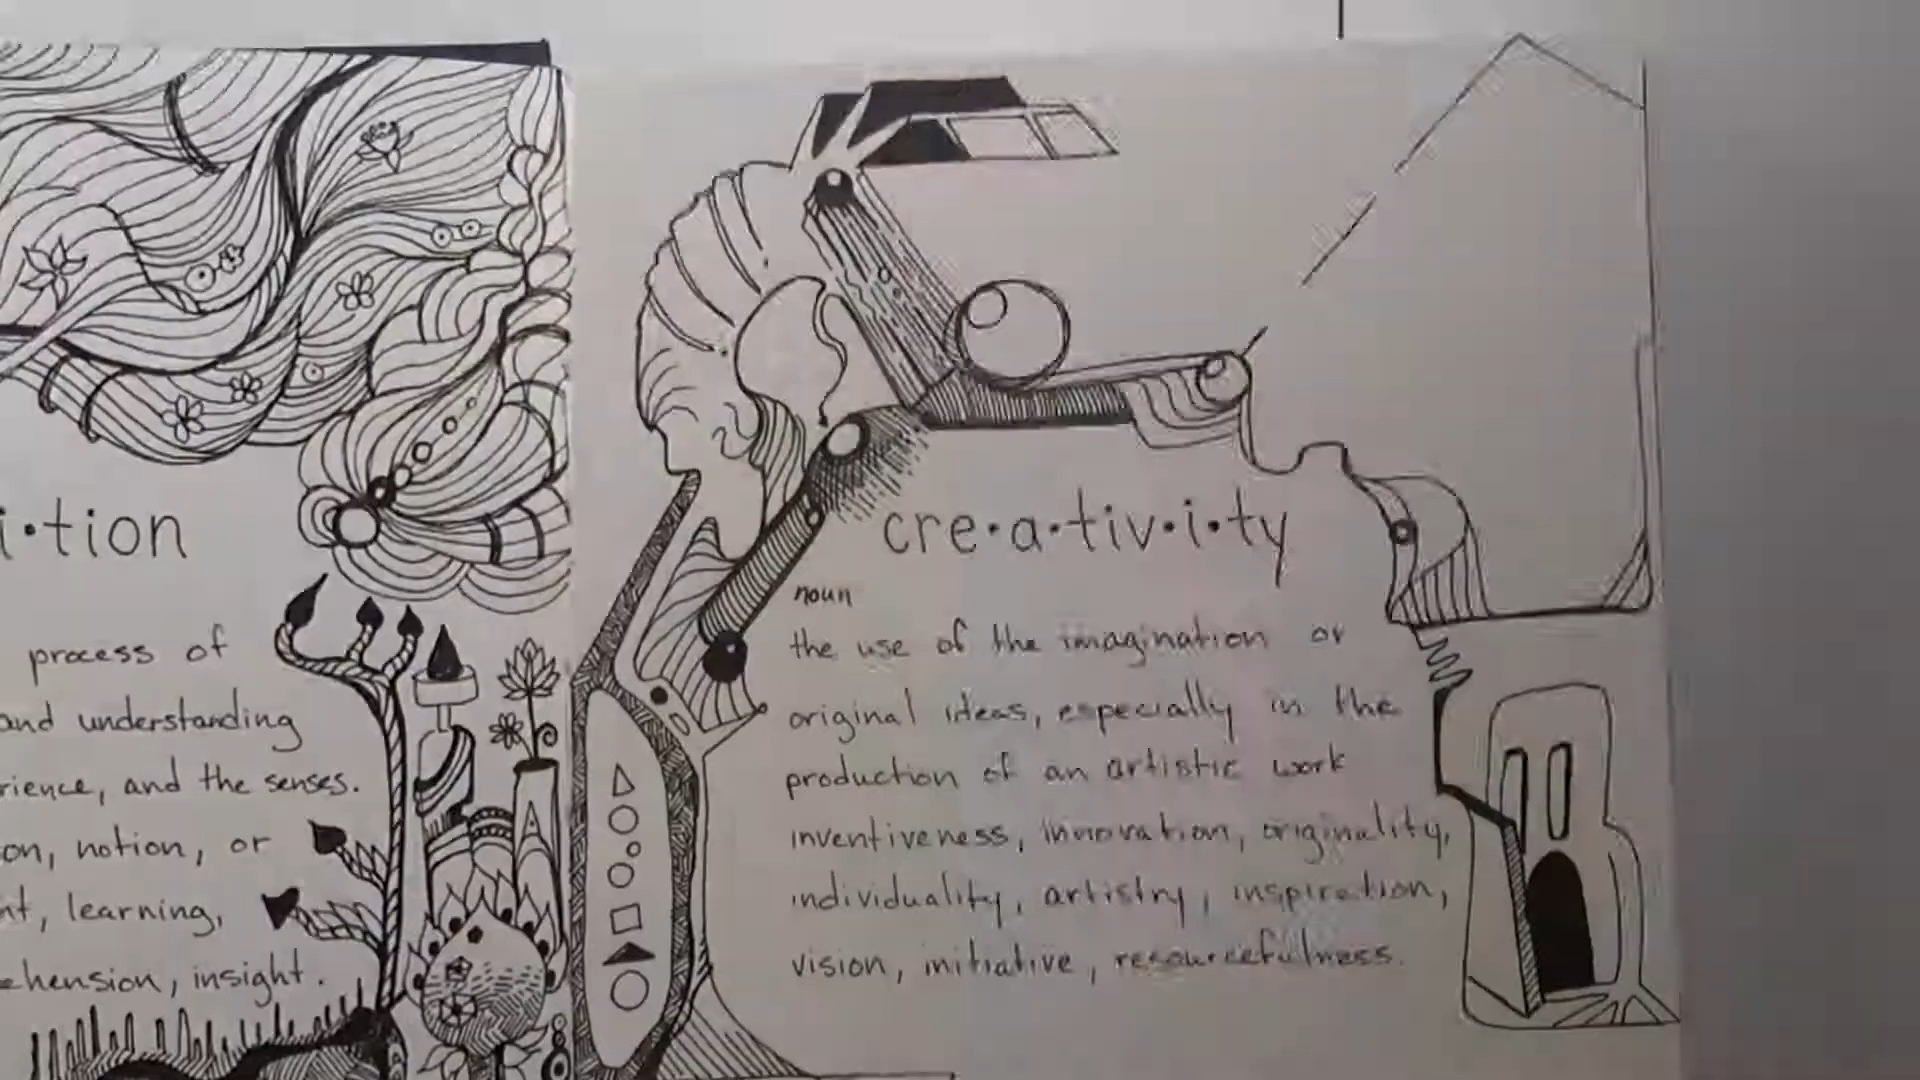 i·tion
process of
and understanding
rience, and the senses.
on, notion, or
nt, learning,
ehension, insight.
cre·a·tiv·i·ty
noun
the use of the imagination or
original ideas, especially in the
production of an artistic work
inventiveness, innovation, originality,
individuality, artistry, inspiration,
vision, initiative, resourcefulness.